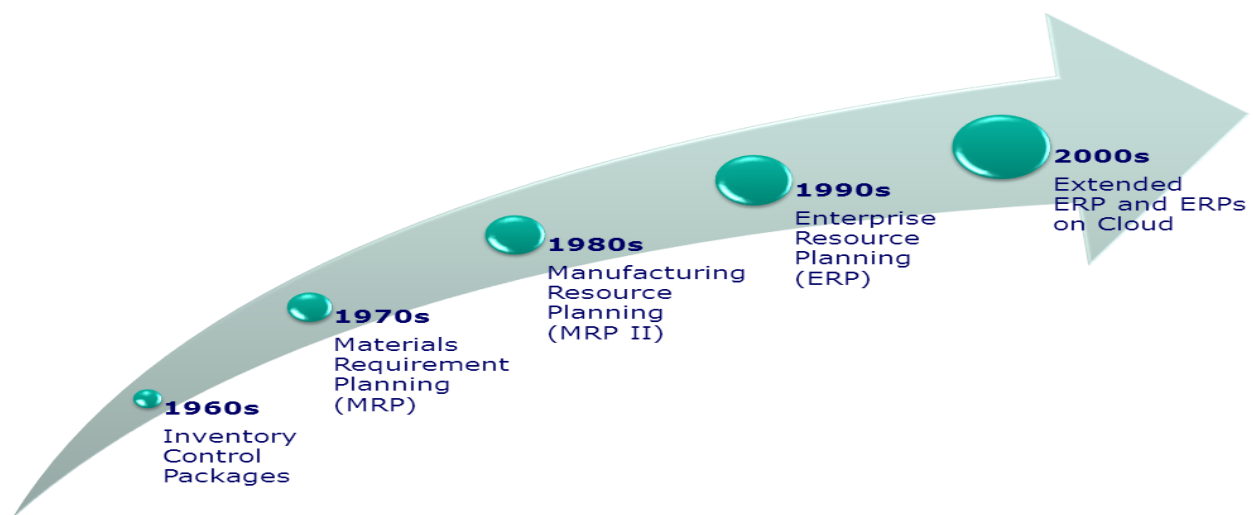 1960s
Inventory
Control
Packages
1970s
Materials
Requirement
Planning
(MRP)
1980s
Manufacturing
Resource
Planning
(MRP II)
1990s
Enterprise
Resource
Planning
(ERP)
2000s
Extended
ERP and ERPs
on Cloud